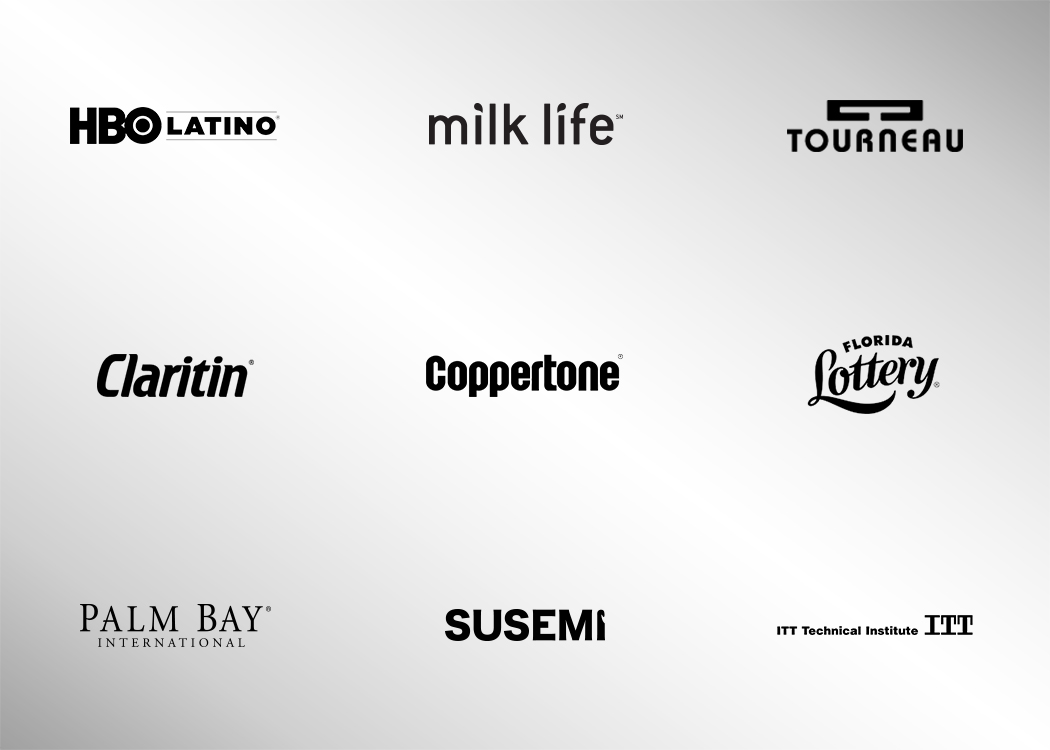 HBO LATINO®
milk life℠
TOURNEAU
Claritin®
Coppertone®
FLORIDA
Lottery®
PALM BAY®
INTERNATIONAL
SUSEMI
ITT Technical Institute ITT